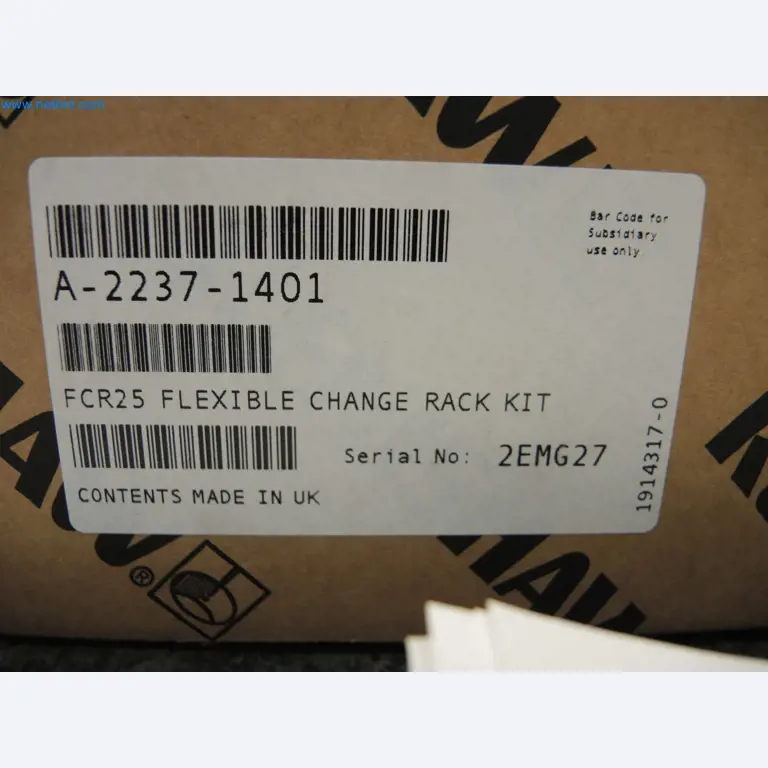 www.netbid.com
Bar Code for
Subsidiary
use only
A-2237-1401
FCR25 FLEXIBLE CHANGE RACK KIT
Serial No: 2EMG27
CONTENTS MADE IN UK
1914317-0
®